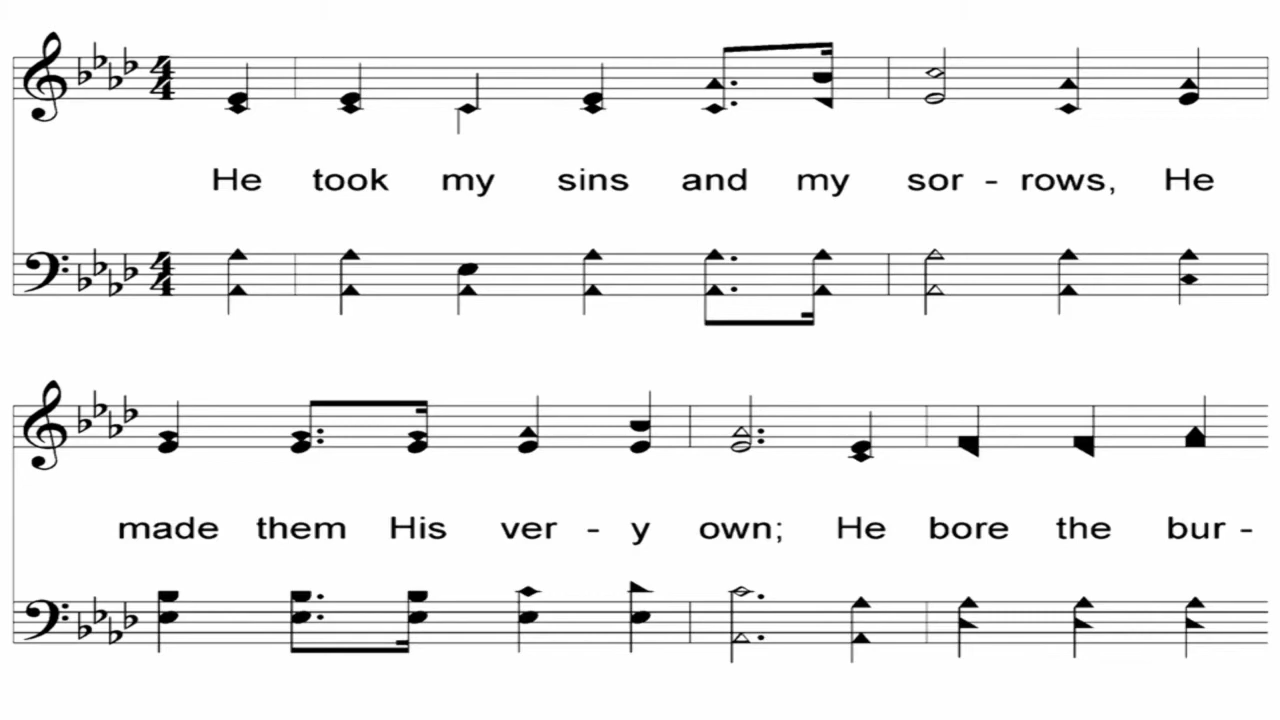 He took my sins and my sor - rows, He
made them His ver - y own; He bore the bur -